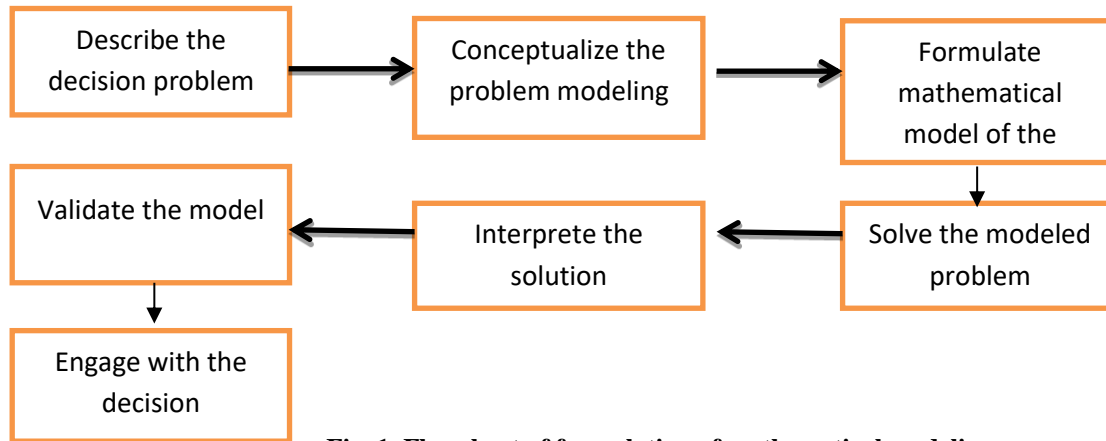 Describe the
decision problem
Conceptualize the
problem modeling
Formulate
mathematical
model of the
Solve the modeled
problem
Interprete the
solution
Validate the model
Engage with the
decision